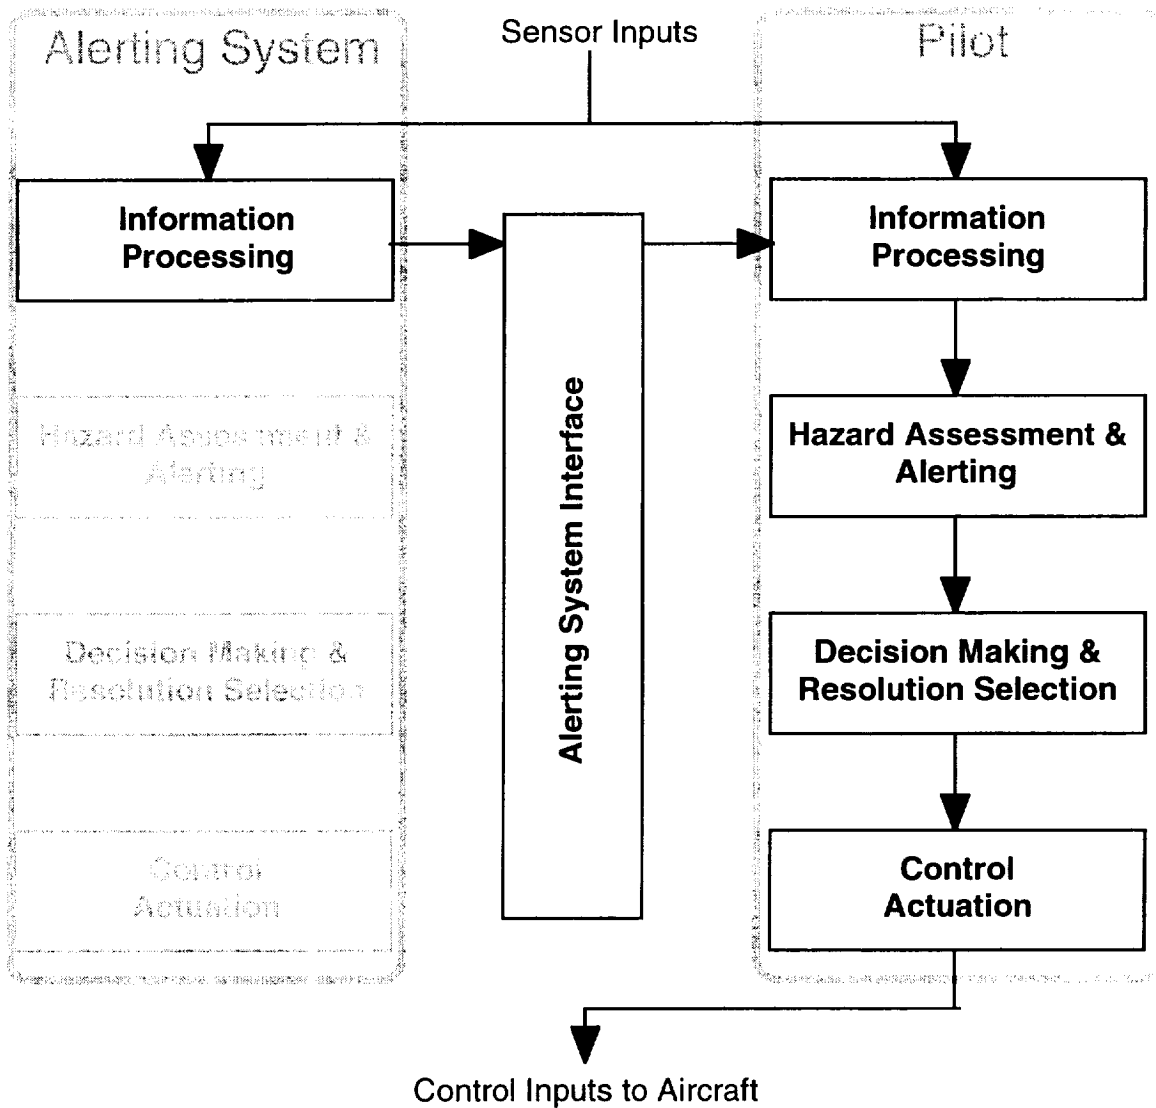 Sensor Inputs
Alerting System
Pilot
Information
Processing
Information
Processing
Alerting System Interface
Hazard Assessment &
Alerting
Hazard Assessment &
Alerting
Decision Making &
Resolution Selection
Decision Making &
Resolution Selection
Control
Actuation
Control
Actuation
Control Inputs to Aircraft